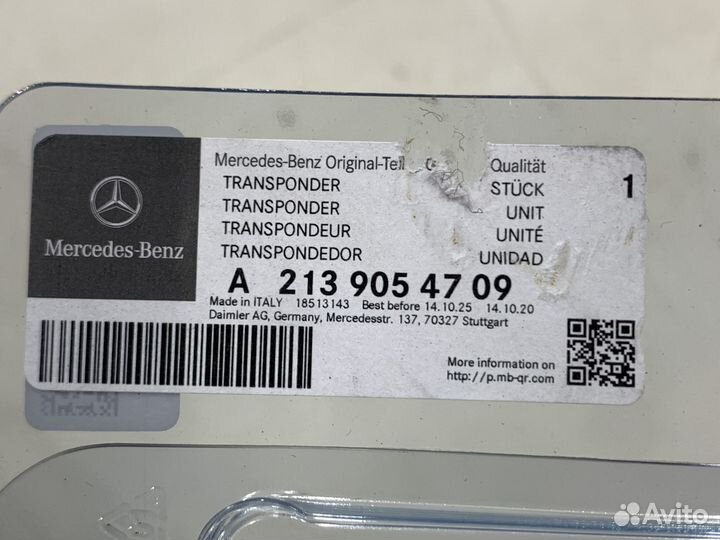 Mercedes-Benz Original-Teil Qualität
TRANSPONDER STÜCK 1
TRANSPONDER UNIT
TRANSPONDEUR UNITÉ
TRANSPONDEDOR UNIDAD
Mercedes-Benz
A 213 905 47 09
Made in ITALY 18513143 Best before 14.10.25 14.10.20
Daimler AG, Germany, Mercedesstr. 137, 70327 Stuttgart
More information on
http://p.mb-qr.com
Avito